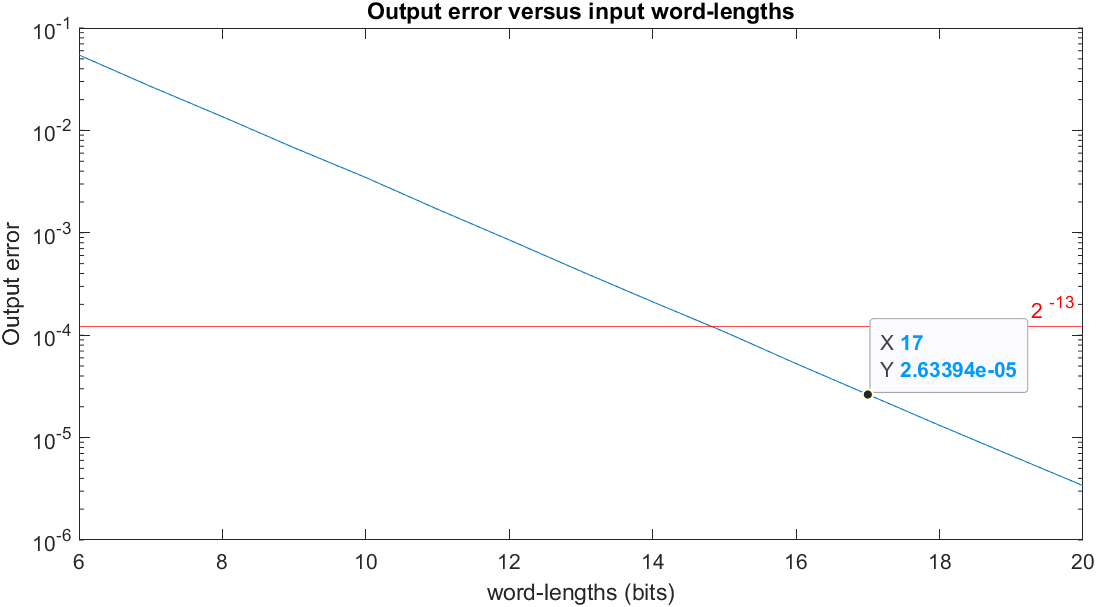 Output error versus input word-lengths
10-1
10-2
10-3
10-4
10-5
10-6
Output error
2 -13
X 17
Y 2.63394e-05
6 8 10 12 14 16 18 20
word-lengths (bits)